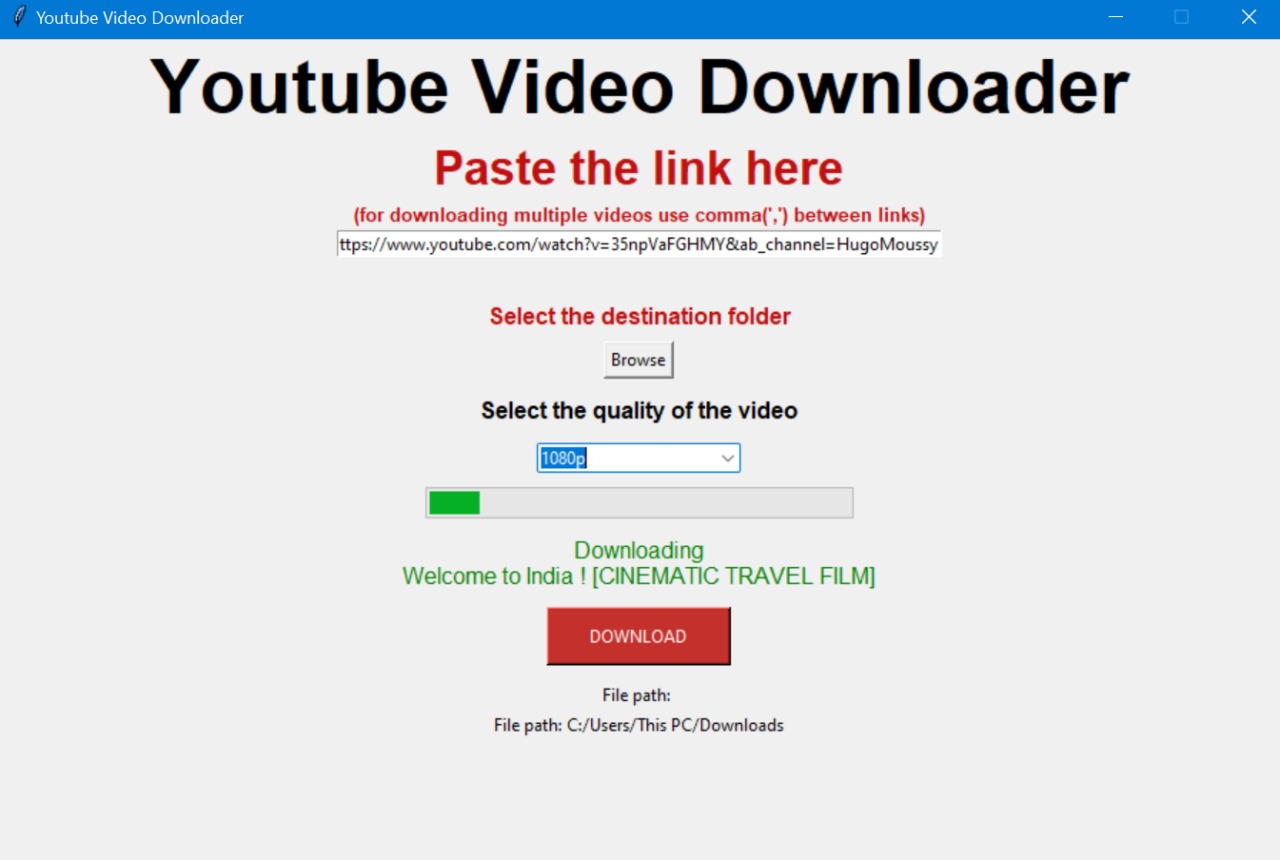 Youtube Video Downloader
Youtube Video Downloader
Paste the link here
(for downloading multiple videos use comma(',') between links)
ttps://www.youtube.com/watch?v=35npVaFGHMY&ab_channel=HugoMoussy
Select the destination folder
Browse
Select the quality of the video
1080p
Downloading
Welcome to India ! [CINEMATIC TRAVEL FILM]
DOWNLOAD
File path:
File path: C:/Users/This PC/Downloads